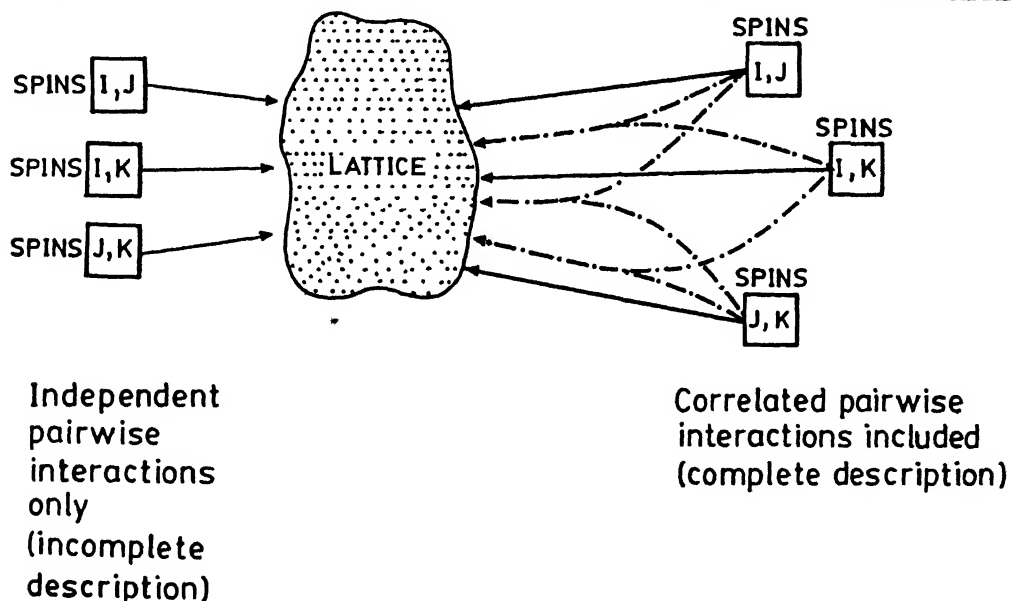 SPINS I,J
SPINS I,K
SPINS J,K
LATTICE
SPINS
I,J
SPINS
I,K
SPINS
J,K
Independent
pairwise
interactions
only
(incomplete
description)
Correlated pairwise
interactions included
(complete description)